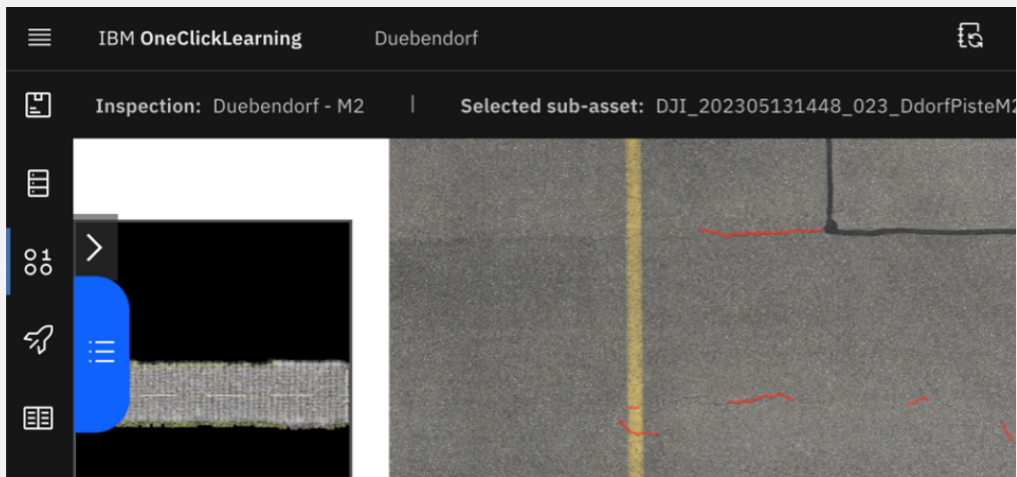 IBM OneClickLearning Duebendorf
Inspection: Duebendorf - M2 | Selected sub-asset: DJI_202305131448_023_DdorfPisteM2